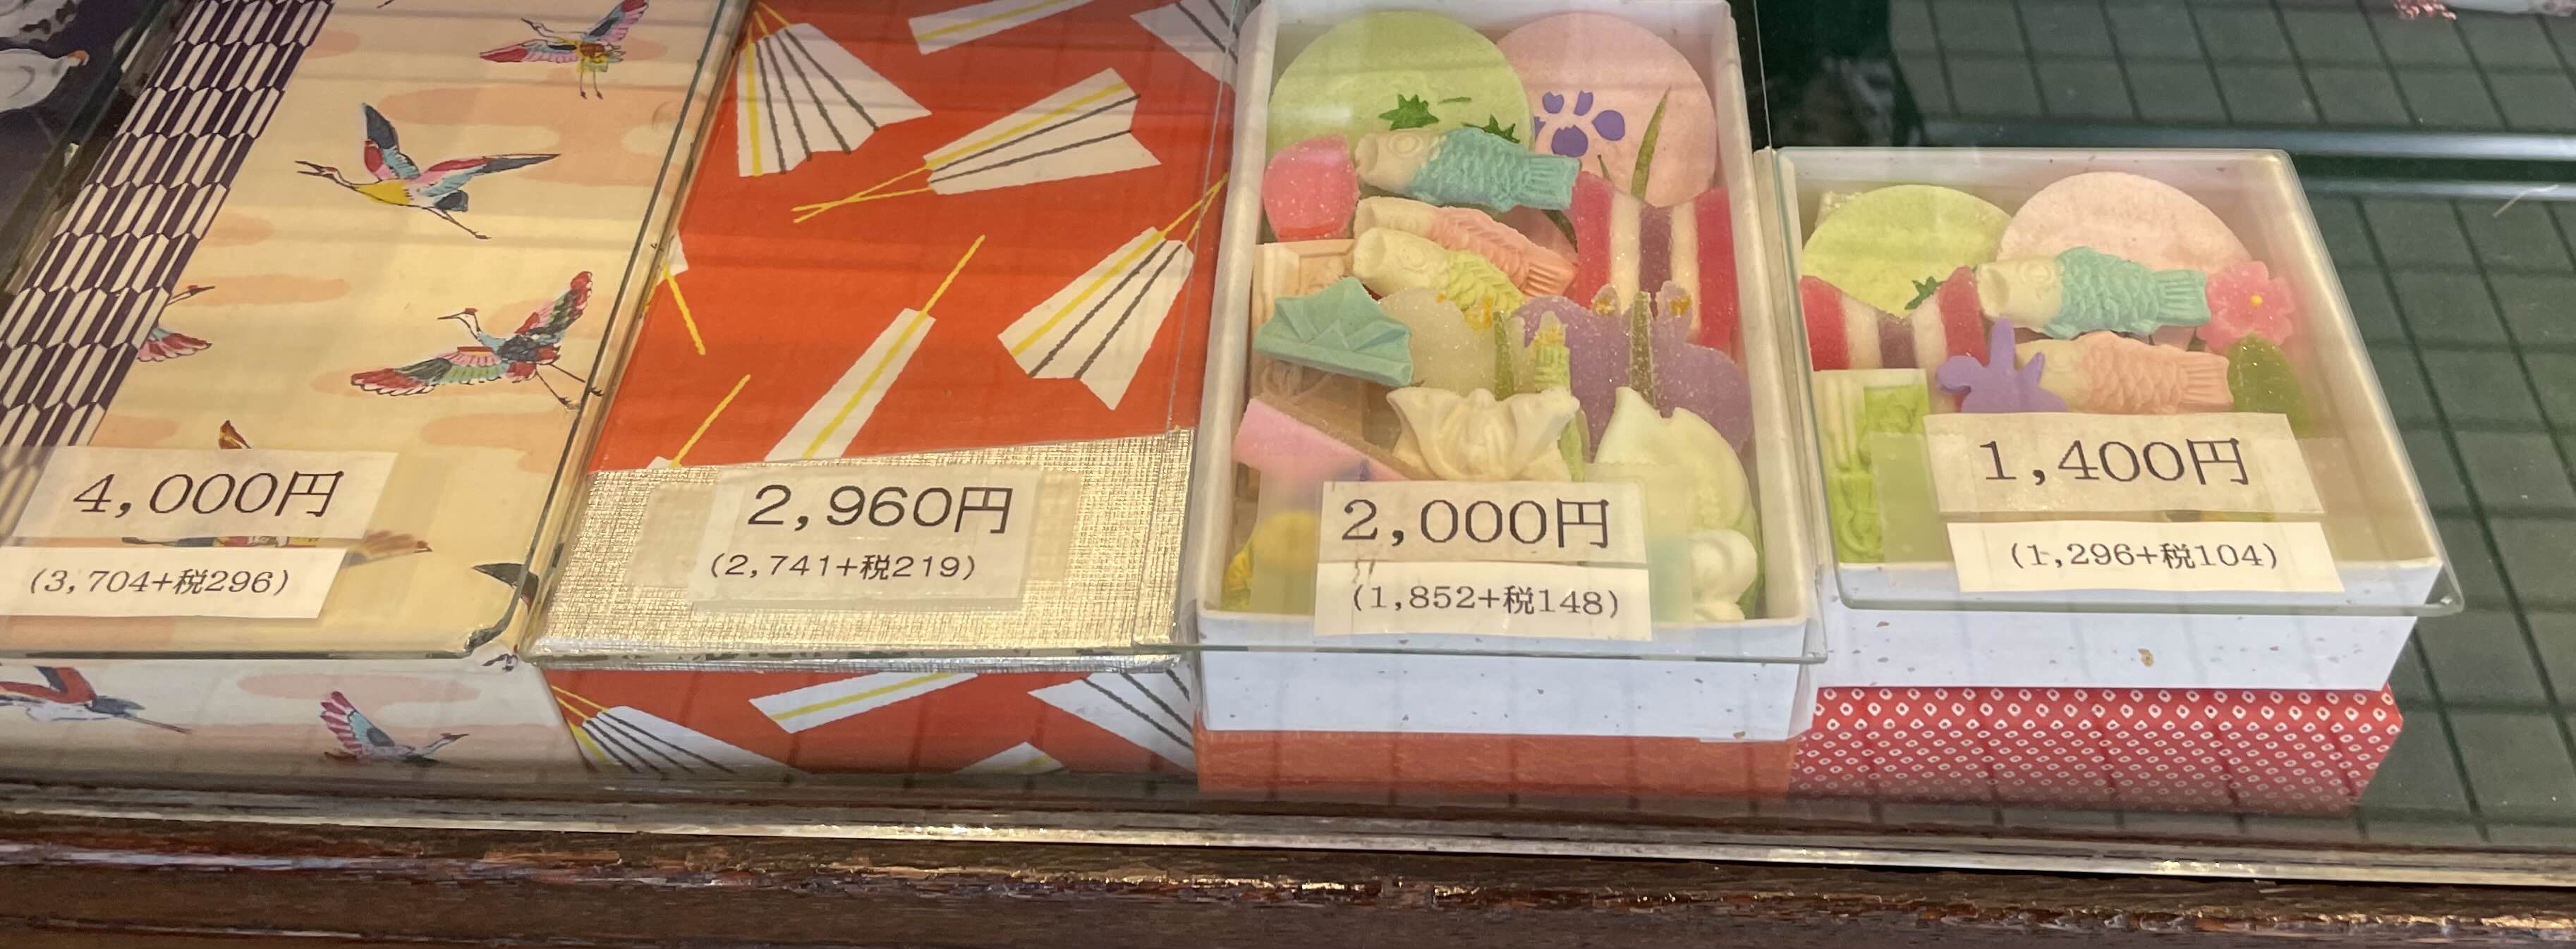 4,000円
(3,704+税296)
2,960円
(2,741+税219)
2,000円
(1,852+税148)
1,400円
(1,296+税104)